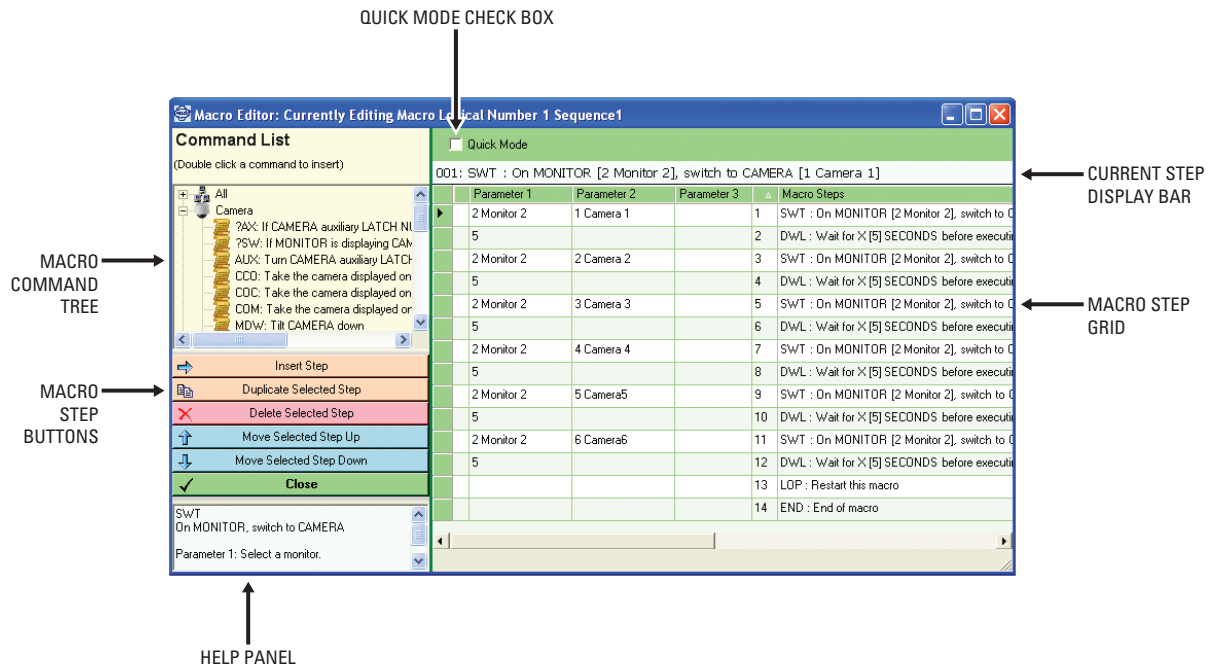 QUICK MODE CHECK BOX
Macro Editor: Currently Editing Macro Logical Number 1 Sequence1
Command List
(Double click a command to insert)
Quick Mode
001: SWT : On MONITOR [2 Monitor 2], switch to CAMERA [1 Camera 1]
CURRENT STEP
DISPLAY BAR
All
Camera
?AX: If CAMERA auxiliary LATCH
?SW: If MONITOR is displaying
AUX: Turn CAMERA auxiliary
CCO: Take the camera displayed on
COC: Take the camera displayed on
COM: Take the camera displayed
MDW: Tilt CAMERA down
MACRO
COMMAND
TREE
Parameter 1 Parameter 2 Parameter 3 Macro Steps
2 Monitor 2 1 Camera 1 1 SWT : On MONITOR [2 Monitor 2], switch to
5 2 DWL : Wait for X [5] SECONDS before
2 Monitor 2 2 Camera 2 3 SWT : On MONITOR [2 Monitor 2], switch to
5 4 DWL : Wait for X [5] SECONDS before
2 Monitor 2 3 Camera 3 5 SWT : On MONITOR [2 Monitor 2], switch to
5 6 DWL : Wait for X [5] SECONDS before
2 Monitor 2 4 Camera 4 7 SWT : On MONITOR [2 Monitor 2], switch to
5 8 DWL : Wait for X [5] SECONDS before
2 Monitor 2 5 Camera5 9 SWT : On MONITOR [2 Monitor 2], switch to
5 10 DWL : Wait for X [5] SECONDS before
2 Monitor 2 6 Camera6 11 SWT : On MONITOR [2 Monitor 2], switch to
5 12 DWL : Wait for X [5] SECONDS before
13 LOP : Restart this macro
14 END : End of macro
MACRO STEP
GRID
Insert Step
Duplicate Selected Step
Delete Selected Step
Move Selected Step Up
Move Selected Step Down
Close
MACRO
STEP
BUTTONS
SWT
On MONITOR, switch to CAMERA
Parameter 1: Select a monitor.
HELP PANEL